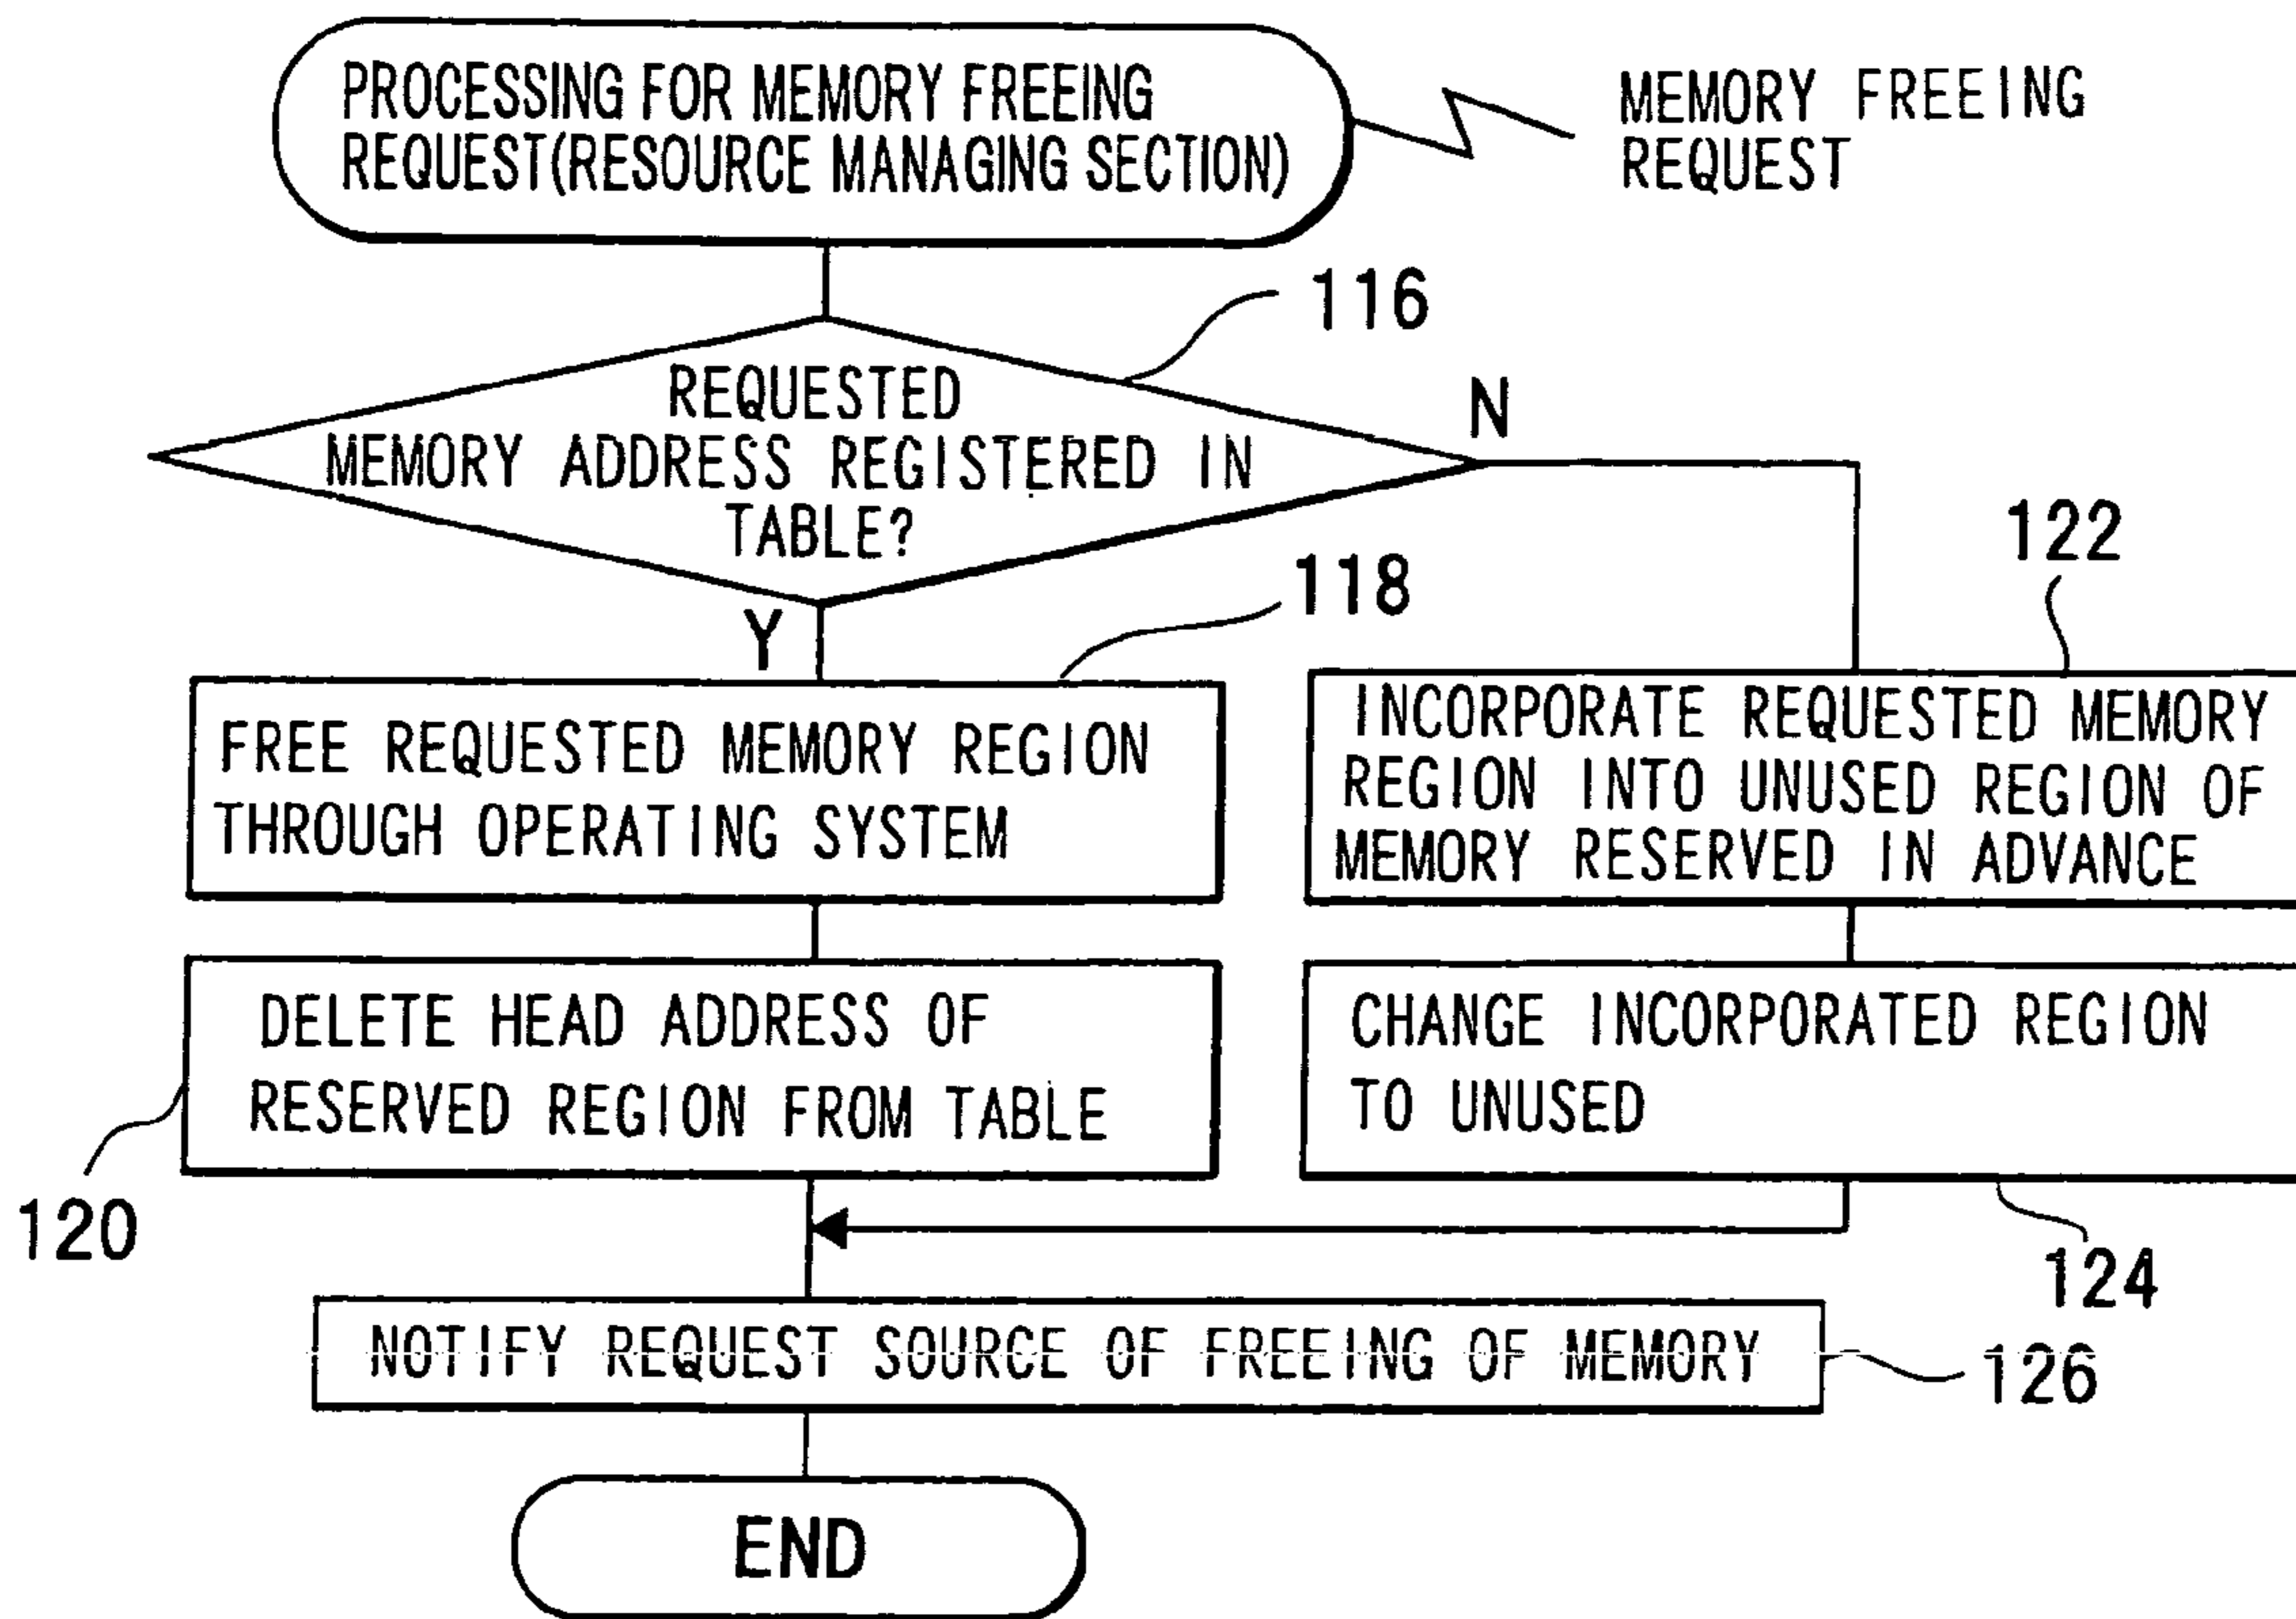 PROCESSING FOR MEMORY FREEING
REQUEST(RESOURCE MANAGING SECTION)
MEMORY FREEING
REQUEST
116
REQUESTED
MEMORY ADDRESS REGISTERED IN
TABLE?
N
Y
118
122
FREE REQUESTED MEMORY REGION
THROUGH OPERATING SYSTEM
INCORPORATE REQUESTED MEMORY
REGION INTO UNUSED REGION OF
MEMORY RESERVED IN ADVANCE
DELETE HEAD ADDRESS OF
RESERVED REGION FROM TABLE
120
CHANGE INCORPORATED REGION
TO UNUSED
124
NOTIFY REQUEST SOURCE OF FREEING OF MEMORY
126
END